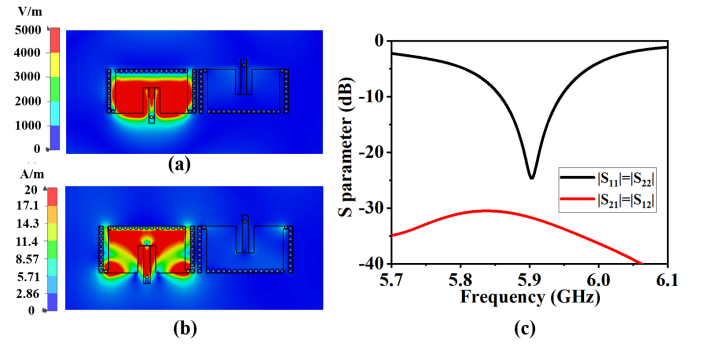 V/m
5000
4000
3000
2000
1000
0
(a)
A/m
20
17.1
14.3
11.4
8.57
5.71
2.86
0
(b)
0
-10
-20
-30
-40
S parameter (dB)
|S11|=|S22|
|S21|=|S12|
5.7 5.8 5.9 6.0 6.1
Frequency (GHz)
(c)